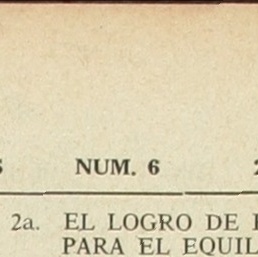 NUM. 6
2a. EL LOGRO DE
PARA EL EQUIL